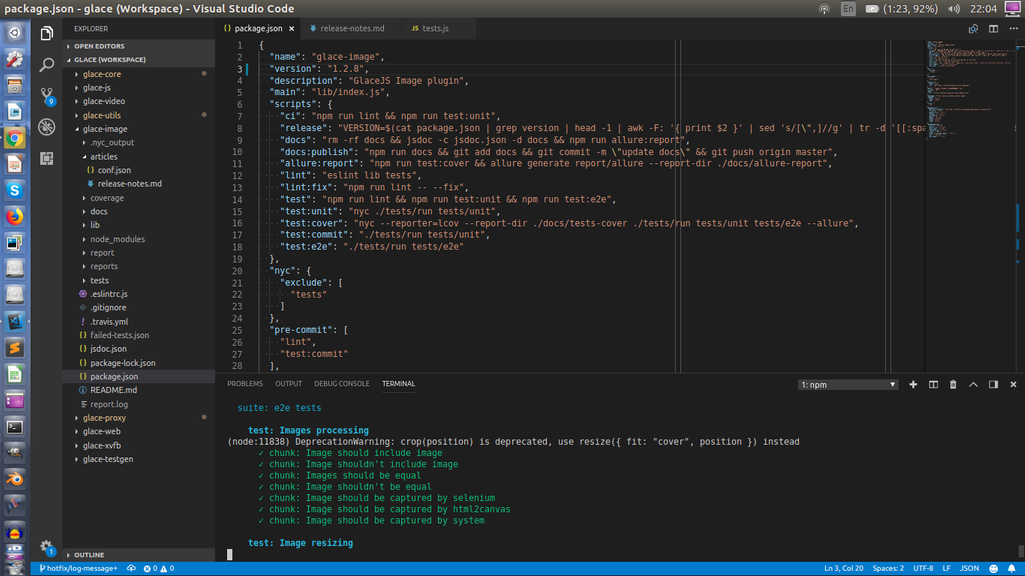 package.json - glace (Workspace) - Visual Studio Code
En (1:23, 92%) 22:04
EXPLORER
OPEN EDITORS
GLACE (WORKSPACE)
glace-core
glace-js
glace-video
glace-utils
glace-image
.nyc_output
articles
{} conf.json
release-notes.md
coverage
docs
lib
node_modules
report
reports
tests
.eslintrc.js
.gitignore
! .travis.yml
{} failed-tests.json
{} jsdoc.json
{} package-lock.json
{} package.json
README.md
report.log
glace-proxy
glace-web
glace-xvfb
glace-testgen
OUTLINE
9
1
{} package.json ×
release-notes.md
JS tests.js
1 {
2 "name": "glace-image",
3 "version": "1.2.8",
4 "description": "GlaceJS Image plugin",
5 "main": "lib/index.js",
6 "scripts": {
7 "ci": "npm run lint && npm run test:unit",
8 "release": "VERSION=$(cat package.json | grep version | head -1 | awk -F: '{ print $2 }' | sed 's/[\",]//g' | tr -d '[[:spa
9 "docs": "rm -rf docs && jsdoc -c jsdoc.json -d docs && npm run allure:report",
10 "docs:publish": "npm run docs && git add docs && git commit -m \"update docs\" && git push origin master",
11 "allure:report": "npm run test:cover && allure generate report/allure --report-dir ./docs/allure-report",
12 "lint": "eslint lib tests",
13 "lint:fix": "npm run lint -- --fix",
14 "test": "npm run lint && npm run test:unit && npm run test:e2e",
15 "test:unit": "nyc ./tests/run tests/unit",
16 "test:cover": "nyc --reporter=lcov --report-dir ./docs/tests-cover ./tests/run tests/unit tests/e2e --allure",
17 "test:commit": "./tests/run tests/unit",
18 "test:e2e": "./tests/run tests/e2e"
19 },
20 "nyc": {
21 "exclude": [
22 "tests"
23 ]
24 },
25 "pre-commit": [
26 "lint",
27 "test:commit"
28 ],
PROBLEMS OUTPUT DEBUG CONSOLE TERMINAL 1: npm
suite: e2e tests
test: Images processing
(node:11838) DeprecationWarning: crop(position) is deprecated, use resize({ fit: "cover", position }) instead
✓ chunk: Image should include image
✓ chunk: Image shouldn't include image
✓ chunk: Images should be equal
✓ chunk: Image shouldn't be equal
✓ chunk: Image should be captured by selenium
✓ chunk: Image should be captured by html2canvas
✓ chunk: Image should be captured by system
test: Image resizing
hotfix/log-message+ 0 0 Ln 3, Col 20 Spaces: 2 UTF-8 LF JSON